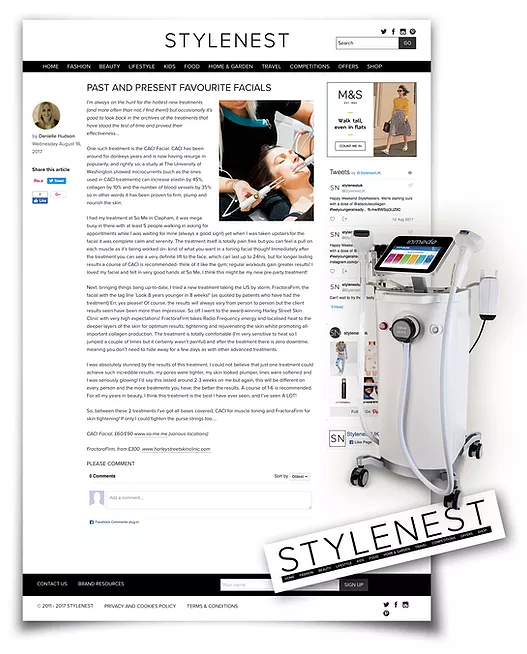 STYLENEST
Search
GO
HOME FASHION BEAUTY LIFESTYLE KIDS FOOD HOME & GARDEN TRAVEL COMPETITIONS OFFERS SHOP
PAST AND PRESENT FAVOURITE FACIALS
by Danielle Hudson
Wednesday August 16,
2017
Share this article
Pin it Tweet
Like
I'm always on the hunt for the hottest new treatments
(and more often than not, I find them) but occasionally it's
good to look back in the archives at the treatments that
have stood the test of time and proved their
effectiveness...
One such treatment is the CACI Facial. CACI has been
around for donkeys years and is now having resurge in
popularity, and rightly so, a study at The University of
Washington showed microcurrents (such as the ones
used in CACI treatments) can increase elastin by 45%,
collagen by 10% and the number of blood vessels by 35%
so in other words it has been proven to firm, plump and
nourish the skin.
I had my treatment at So Me in Clapham, it was mega
busy in there with at least 5 people walking in asking for
appointments while I was waiting for mine (always a good sign!) yet when I was taken upstairs for the
facial it was complete calm and serenity. The treatment itself is totally pain free but you can feel a pull on
each muscle as it's being worked on- kind of what you want in a toning facial thought! Immediately after
the treatment you can see a very definite lift to the face, which can last up to 24hrs, but for longer lasting
results a course of CACI is recommended- think of it like the gym; regular workouts gain greater results! I
loved my facial and felt in very good hands at So Me, I think this might be my new pre-party treatment!
Next, bringing things bang up-to-date, I tried a new treatment taking the US by storm, FractoraFirm, the
facial with the tag line 'Look 8 years younger in 8 weeks!' (as quoted by patients who have had the
treatment) Err, yes please! Of course, the results will always vary from person to person but the client
results seen have been more than impressive. So off I went to the award-winning Harley Street Skin
Clinic with very high expectations! FractoraFirm takes Radio Frequency energy and localised heat to the
deeper layers of the skin for optimum results; tightening and rejuvenating the skin whilst promoting all-
important collagen production. The treatment is totally comfortable (I'm very sensitive to heat so I
jumped a couple of times but it certainly wasn't painful) and after the treatment there is zero downtime,
meaning you don't need to hide away for a few days as with other advanced treatments.
I was absolutely stunned by the results of this treatment. I could not believe that just one treatment could
achieve such incredible results, my pores were tighter, my skin looked plumper, lines were softened and
I was seriously glowing! I'd say this lasted around 2-3 weeks on me but again, this will be different on
every person and the more treatments you have, the better the results. A course of 1-6 is recommended.
For all my years in beauty, I think this treatment is the best I have ever seen, and I've seen A LOT!
So, between these 2 treatments I've got all bases covered, CACI for muscle toning and FractoraFirm for
skin tightening! If only I could tighten the purse strings too....
CACI Facial, £60/£90 www.so-me.me (various locations)
FractoraFirm, from £300 www.harleystreetskinclinic.com
PLEASE COMMENT
0 Comments
Sort by Oldest
Add a comment...
Facebook Comments plug-in
M&S
EST. 1884
Walk tall,
even in flats
COUNT ME IN
Tweets by @StylenestUK
SN
stylenestuk
@StylenestUK
Happy Weekend Stylenesters. We're starting ours
with a dose of @absolutecollagen
12 Aug 2017
inmode
Embed
stylenest
Follow
SN
StylenestUK
Like Page
STYLENEST
HOME FASHION BEAUTY LIFESTYLE KIDS FOOD HOME & GARDEN TRAVEL COMPETITIONS OFFERS SHOP
CONTACT US BRAND RESOURCES
Your name
SIGN UP
© 2011 - 2017 STYLENEST PRIVACY AND COOKIES POLICY TERMS & CONDITIONS